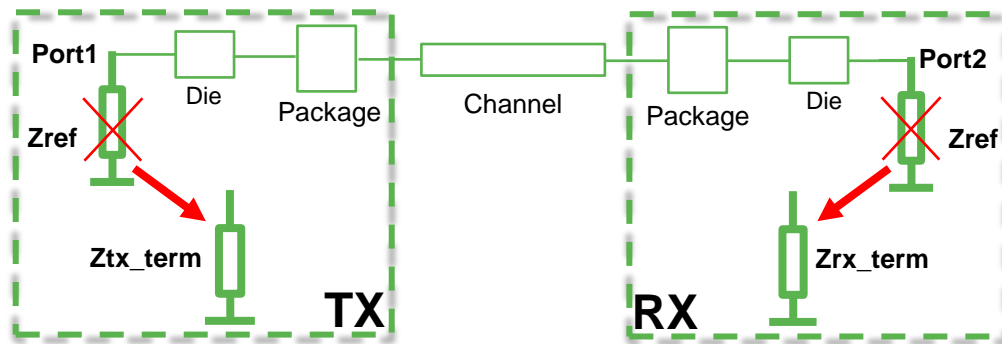 Port1
Port2
Die
Package
Channel
Package
Die
Zref
Zref
Ztx_term
Zrx_term
TX
RX